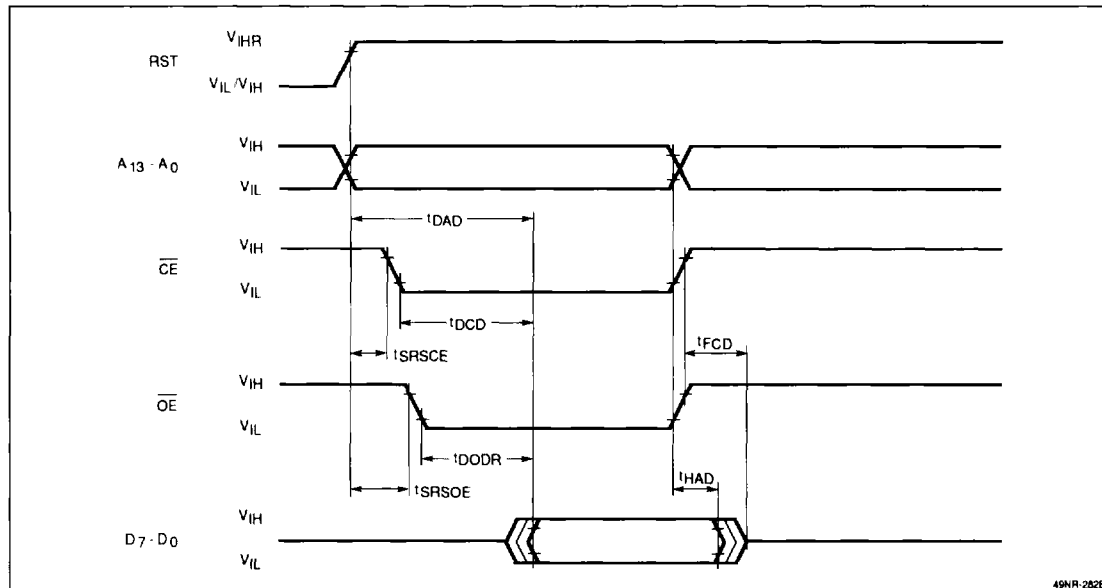 VIHR
RST
VIL/VIH
VIH
A13 - A0
VIL
tDAD
VIH
CE
VIL
tDCD
tFCD
tSRSCE
VIH
OE
VIL
tDODR
tHAD
tSRSOE
VIH
D7 - D0
VIL
49NR-282B